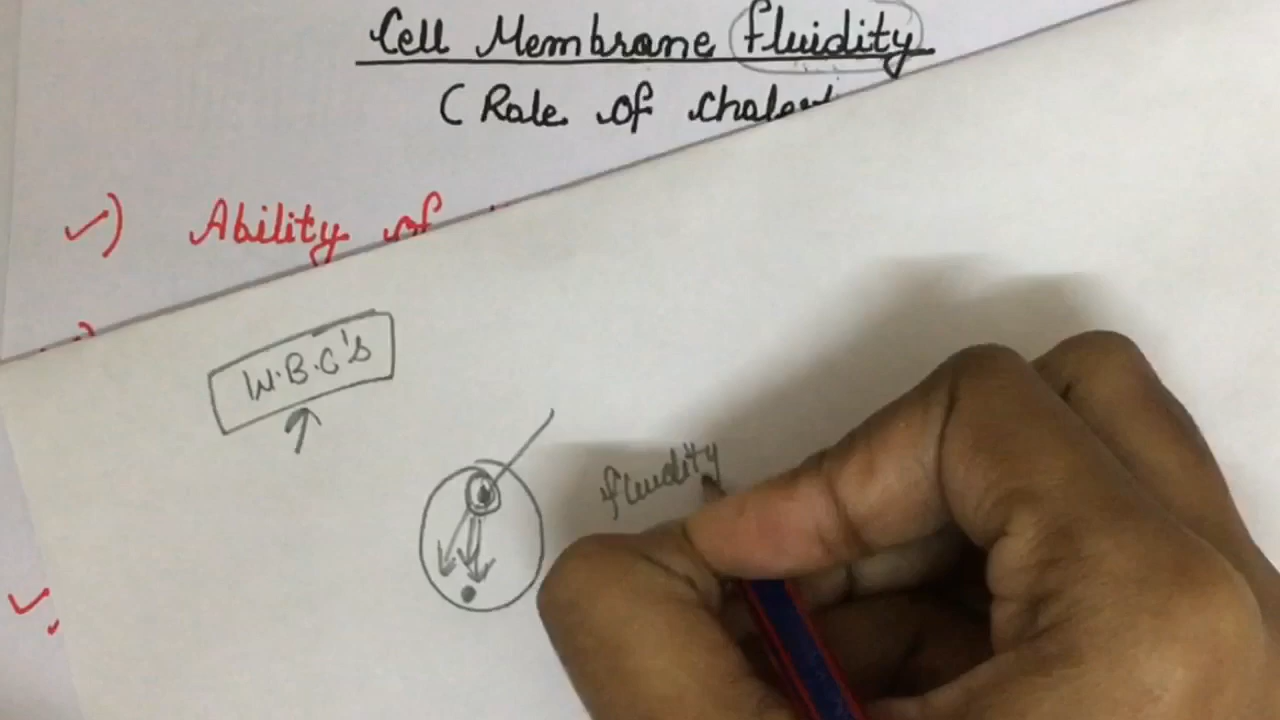 Cell Membrane fluidity
(Role of
✓) Ability of
W.B.C's
fluidity